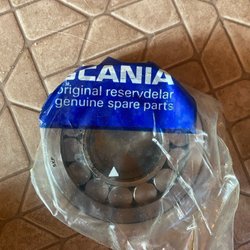 SCANIA
original reservdelar
genuine spare parts